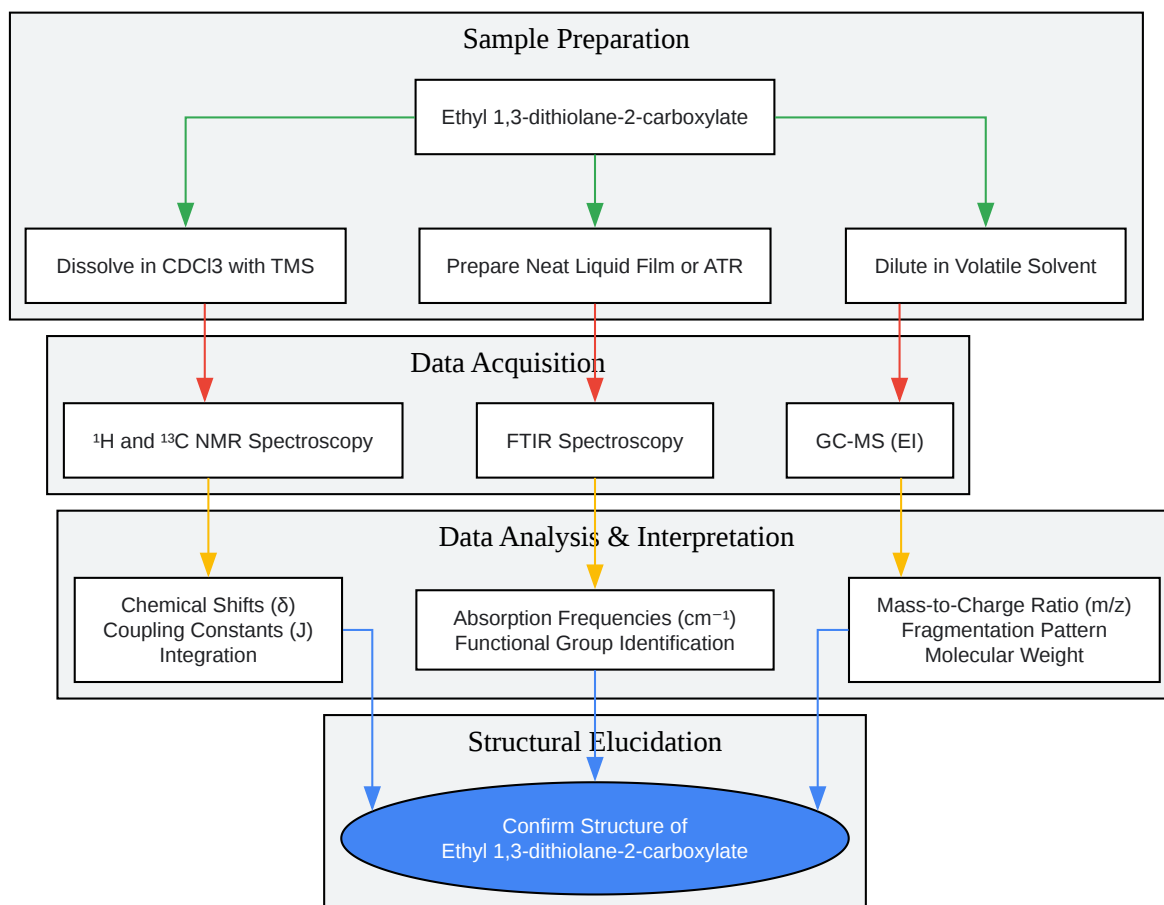 Sample Preparation
Ethyl 1,3-dithiolane-2-carboxylate
Dissolve in CDCl3 with TMS
Prepare Neat Liquid Film or ATR
Dilute in Volatile Solvent
Data Acquisition
¹H and ¹³C NMR Spectroscopy
FTIR Spectroscopy
GC-MS (EI)
Data Analysis & Interpretation
Chemical Shifts (δ)
Coupling Constants (J)
Integration
Absorption Frequencies (cm⁻¹)
Functional Group Identification
Mass-to-Charge Ratio (m/z)
Fragmentation Pattern
Molecular Weight
Structural Elucidation
Confirm Structure of
Ethyl 1,3-dithiolane-2-carboxylate